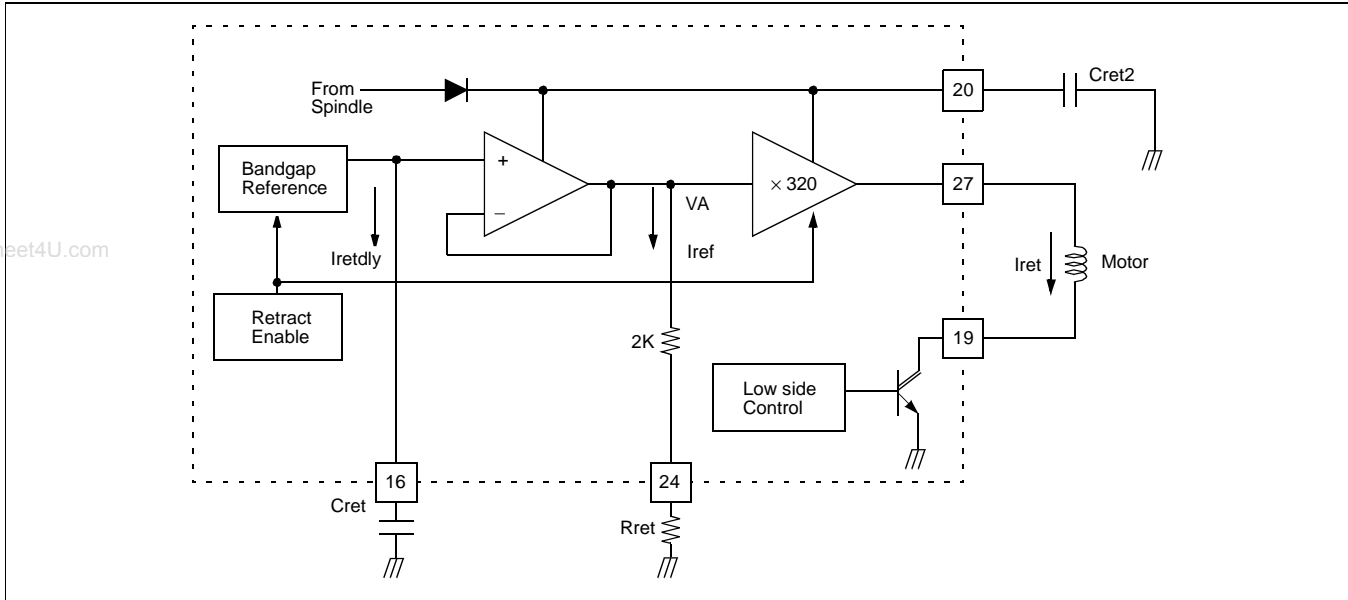 From
Spindle
20
Cret2
Bandgap
Reference
+
−
× 320
27
VA
Iretdly
Iref
Iret
Motor
neet4U.com
Retract
Enable
2K
19
Low side
Control
16
24
Cret
Rret